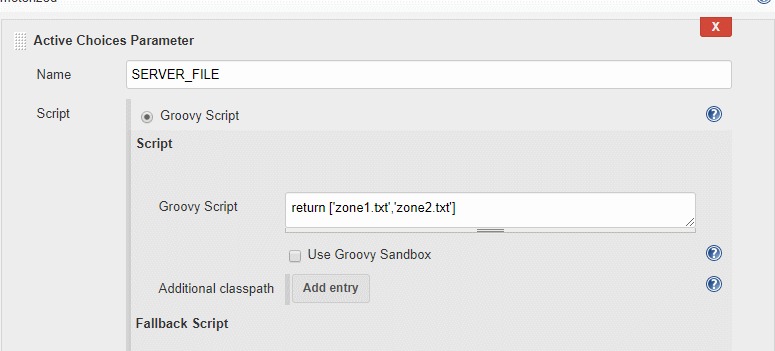 Active Choices Parameter
X
Name
SERVER_FILE
Script
Groovy Script
?
Script
Groovy Script
return ['zone1.txt','zone2.txt']
Use Groovy Sandbox
?
Additional classpath
Add entry
?
Fallback Script